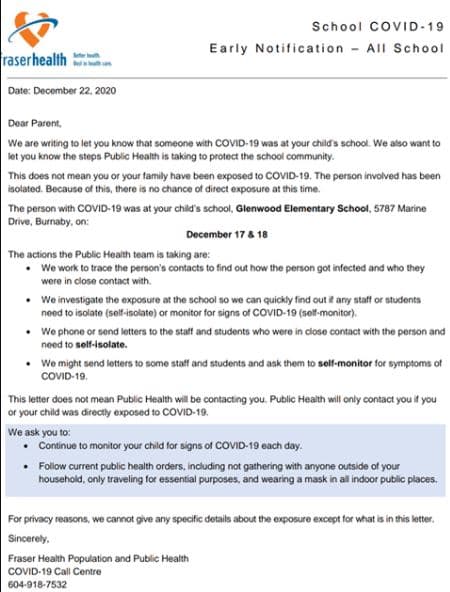 School COVID-19
Early Notification – All School
fraserhealth
Better health.
Best in health care.
Date: December 22, 2020
Dear Parent,
We are writing to let you know that someone with COVID-19 was at your child's school. We also want to
let you know the steps Public Health is taking to protect the school community.
This does not mean you or your family have been exposed to COVID-19. The person involved has been
isolated. Because of this, there is no chance of direct exposure at this time.
The person with COVID-19 was at your child's school, Glenwood Elementary School, 5787 Marine
Drive, Burnaby, on:
December 17 & 18
The actions the Public Health team is taking are:
• We work to trace the person's contacts to find out how the person got infected and who they
were in close contact with.
• We investigate the exposure at the school so we can quickly find out if any staff or students
need to isolate (self-isolate) or monitor for signs of COVID-19 (self-monitor).
• We phone or send letters to the staff and students who were in close contact with the person and
need to self-isolate.
• We might send letters to some staff and students and ask them to self-monitor for symptoms of
COVID-19.
This letter does not mean Public Health will be contacting you. Public Health will only contact you if you
or your child was directly exposed to COVID-19.
We ask you to:
• Continue to monitor your child for signs of COVID-19 each day.
• Follow current public health orders, including not gathering with anyone outside of your
household, only traveling for essential purposes, and wearing a mask in all indoor public places.
For privacy reasons, we cannot give any specific details about the exposure except for what is in this letter.
Sincerely,
Fraser Health Population and Public Health
COVID-19 Call Centre
604-918-7532